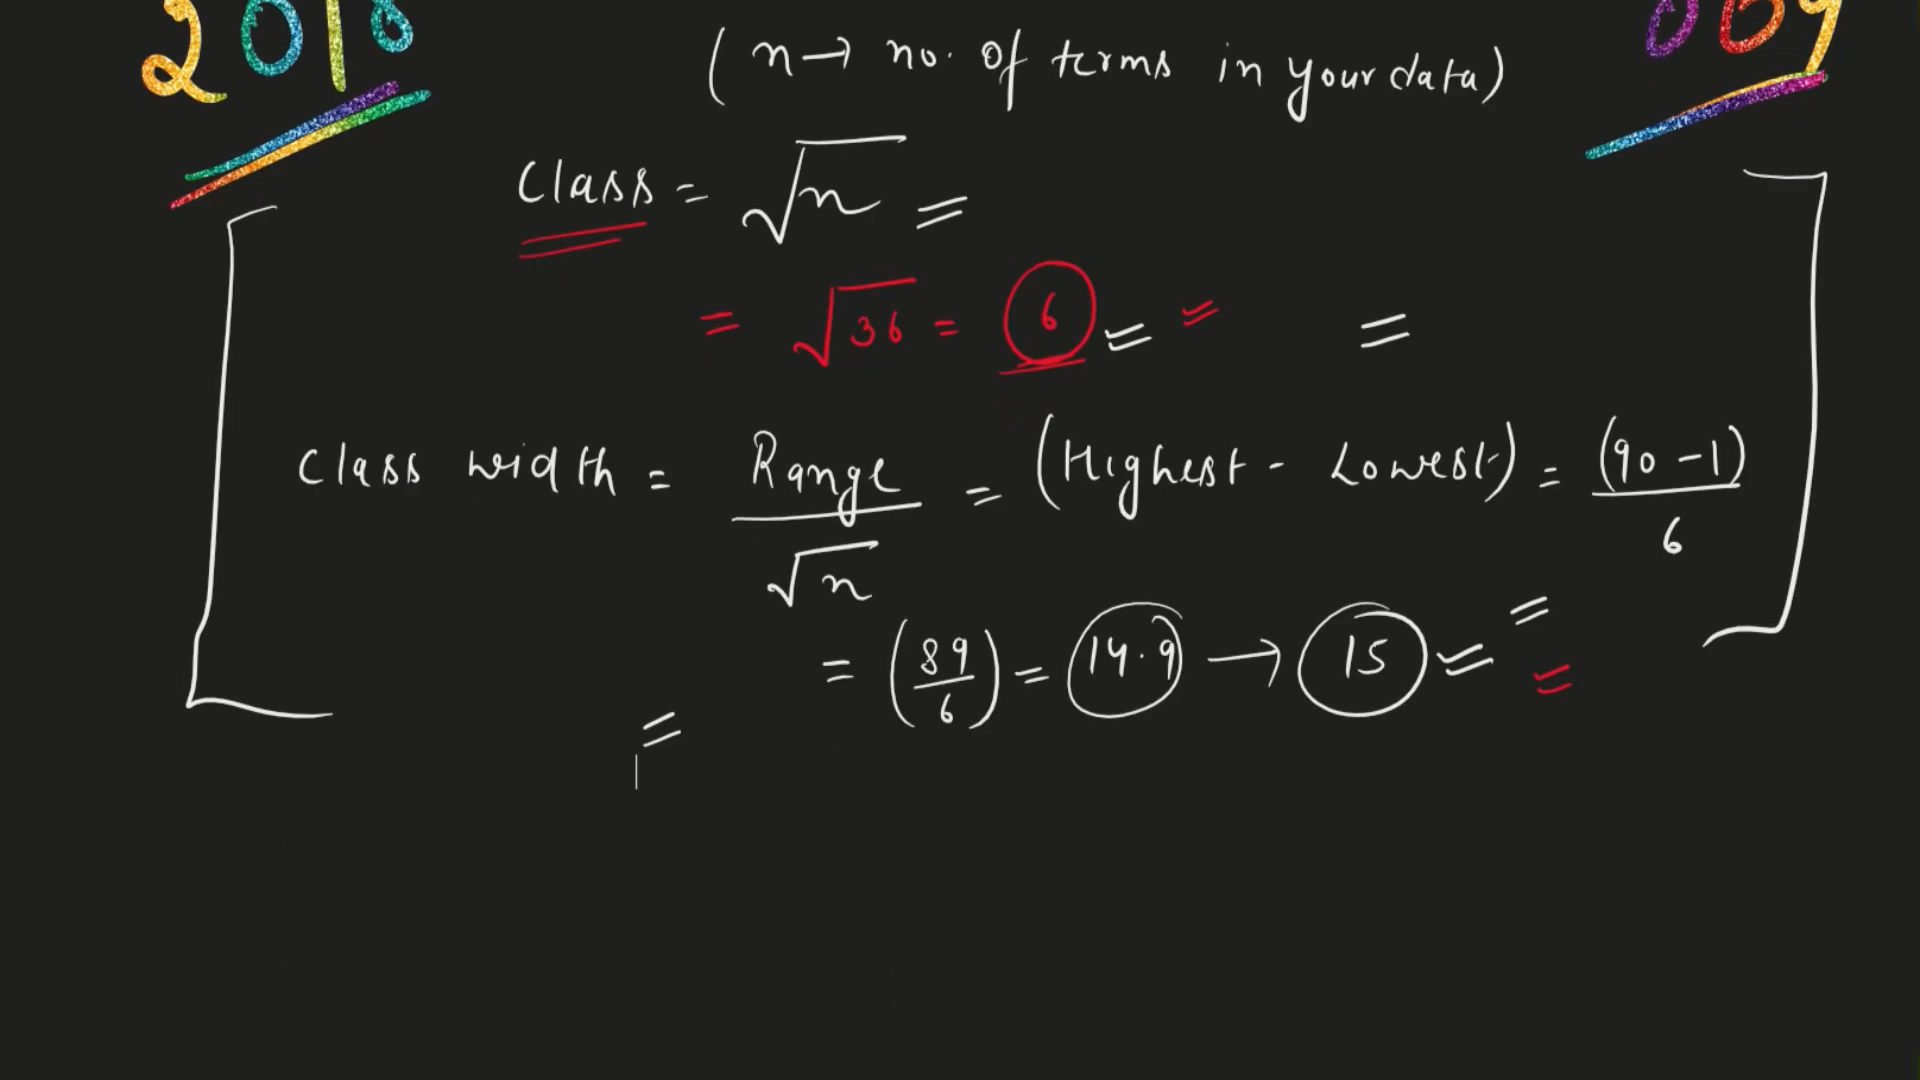 2018
(n→ no. of terms in your data)
069
Class = √n =
= √36 = 6
Class width = Range/√n = (Highest - Lowest) = (90-1)/6
= (89/6) = 14.9 → 15